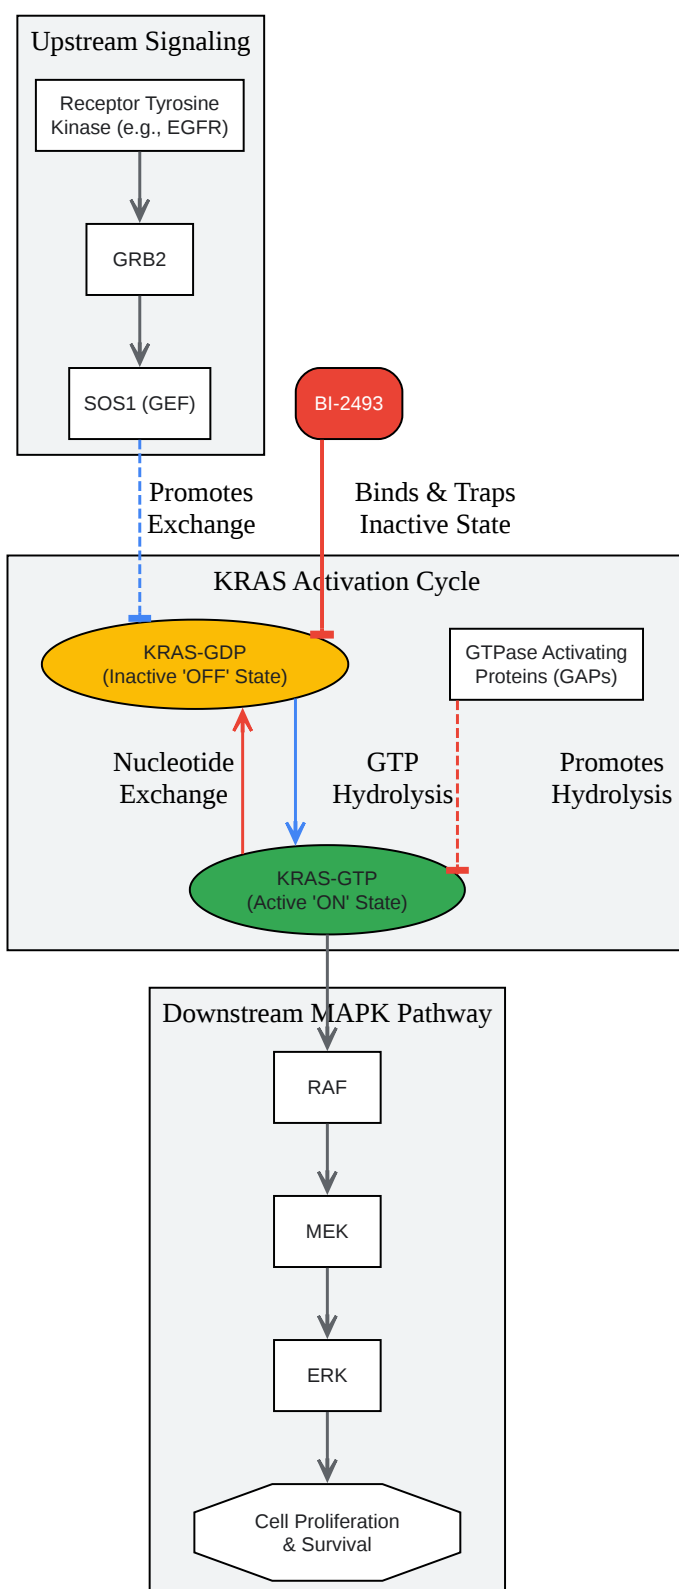 Upstream Signaling
Receptor Tyrosine
Kinase (e.g., EGFR)
GRB2
SOS1 (GEF)
BI-2493
Promotes
Exchange
Binds & Traps
Inactive State
KRAS Activation Cycle
KRAS-GDP
(Inactive 'OFF' State)
GTPase Activating
Proteins (GAPs)
Nucleotide
Exchange
GTP
Hydrolysis
Promotes
Hydrolysis
KRAS-GTP
(Active 'ON' State)
Downstream MAPK Pathway
RAF
MEK
ERK
Cell Proliferation
& Survival